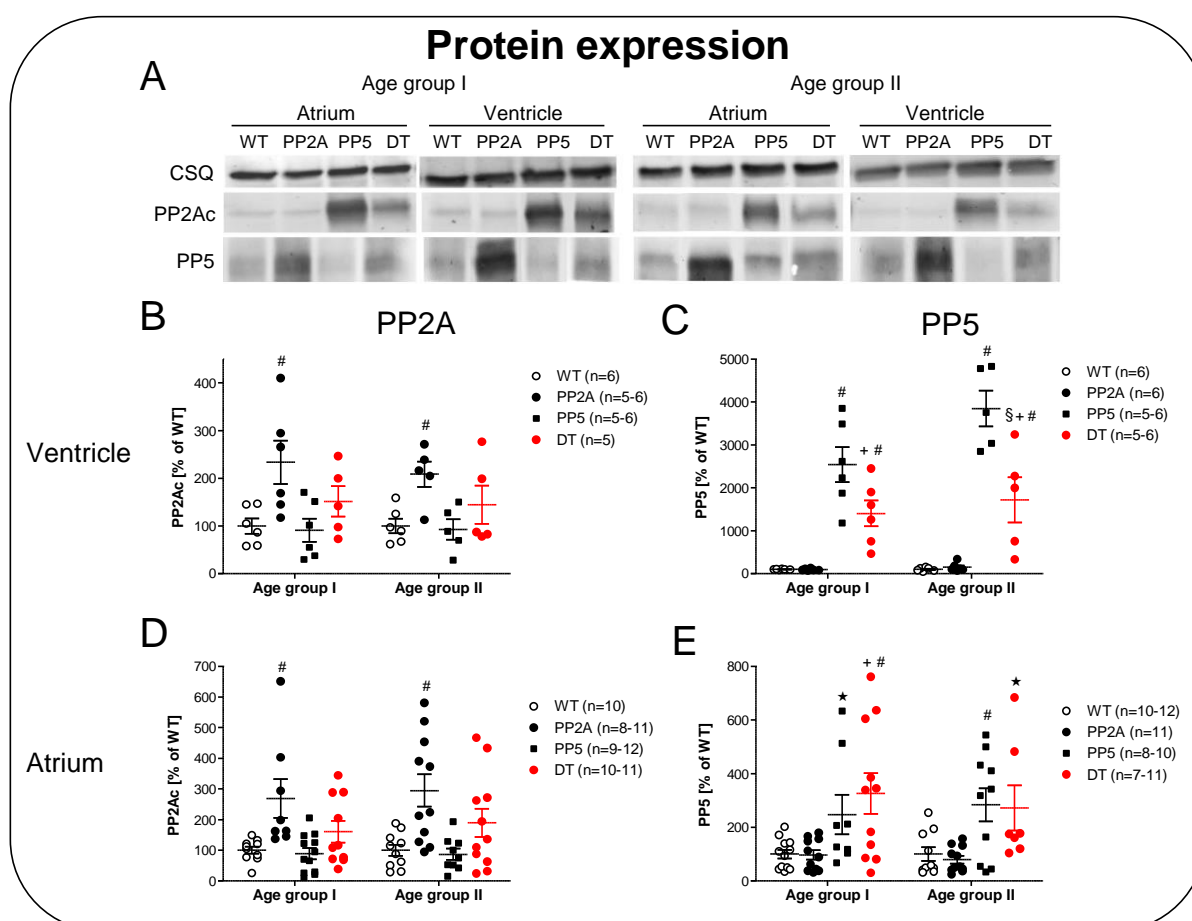 Protein expression
A
Age group I Age group II
Atrium Ventricle Atrium Ventricle
WT PP2A PP5 DT WT PP2A PP5 DT WT PP2A PP5 DT WT PP2A PP5 DT
CSQ
PP2Ac
PP5
B PP2A C PP5
Ventricle
PP2Ac [% of WT]
400
300
200
100
0
# #
Age group I Age group II
WT (n=6)
PP2A (n=5-6)
PP5 (n=5-6)
DT (n=5)
PP5 [% of WT]
5000
4000
3000
2000
1000
0
# + # # § + #
Age group I Age group II
WT (n=6)
PP2A (n=6)
PP5 (n=5-6)
DT (n=5-6)
D E
Atrium
PP2Ac [% of WT]
700
600
500
400
300
200
100
0
# #
Age group I Age group II
WT (n=10)
PP2A (n=8-11)
PP5 (n=9-12)
DT (n=10-11)
PP5 [% of WT]
800
600
400
200
0
★ + # # ★
Age group I Age group II
WT (n=10-12)
PP2A (n=11)
PP5 (n=8-10)
DT (n=7-11)